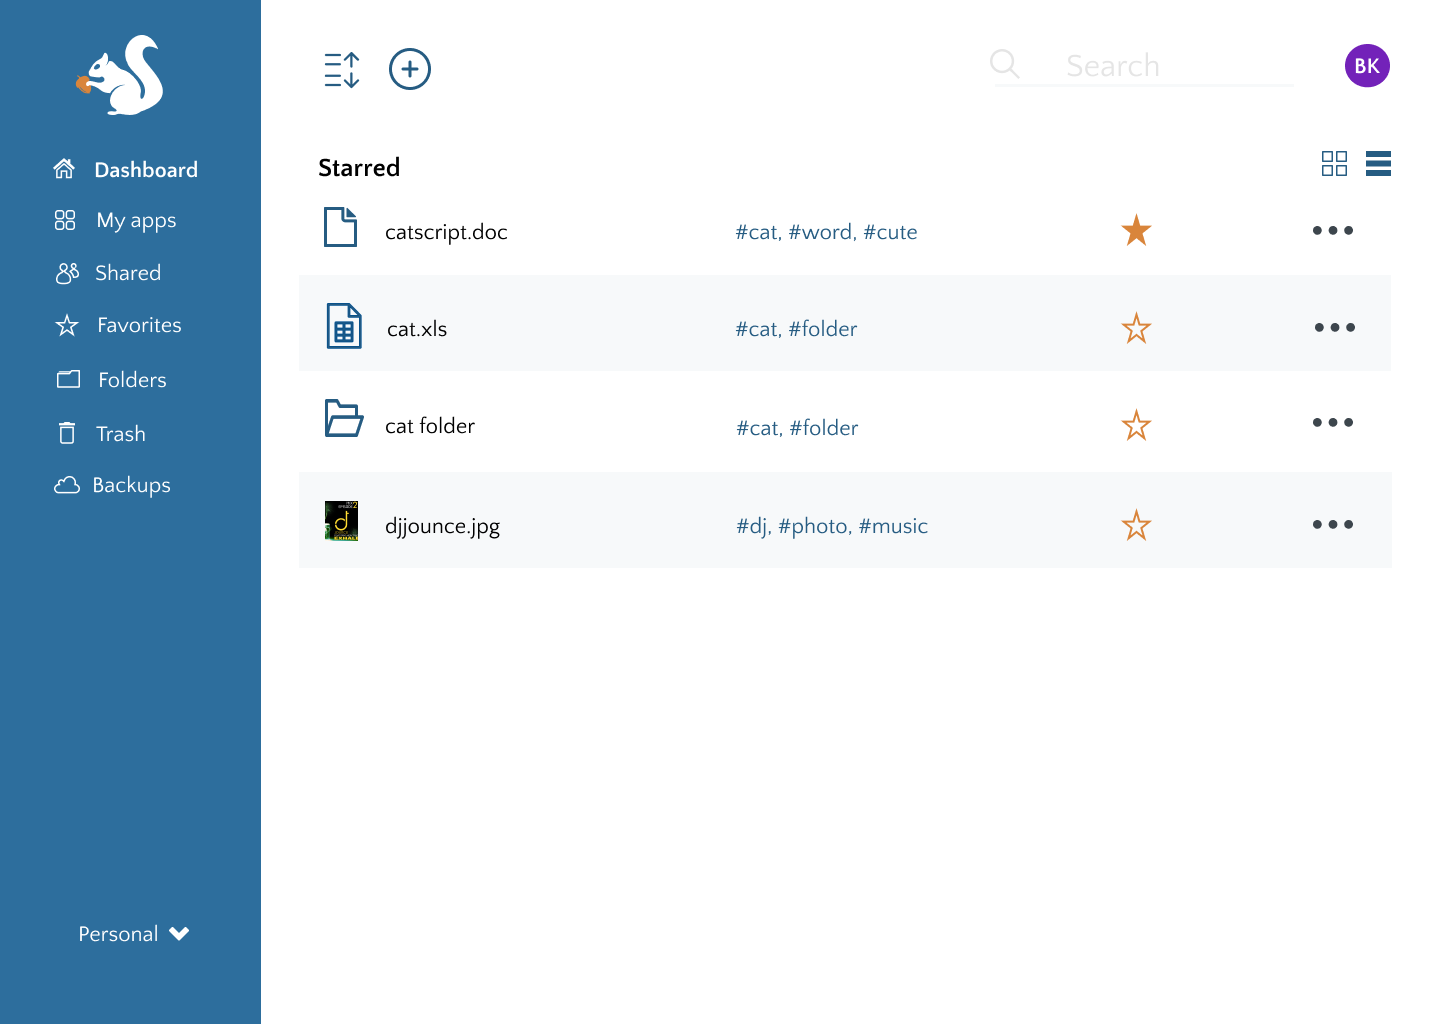 Search
BK
Dashboard
My apps
Shared
Favorites
Folders
Trash
Backups
Personal
Starred
catscript.doc #cat, #word, #cute
cat.xls #cat, #folder
cat folder #cat, #folder
djjounce.jpg #dj, #photo, #music